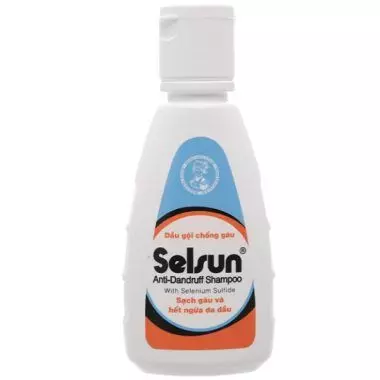 Dầu gội chống gàu
Selsun®
Anti-Dandruff Shampoo
With Selenium Sulfide
Sạch gàu và
hết ngứa da đầu